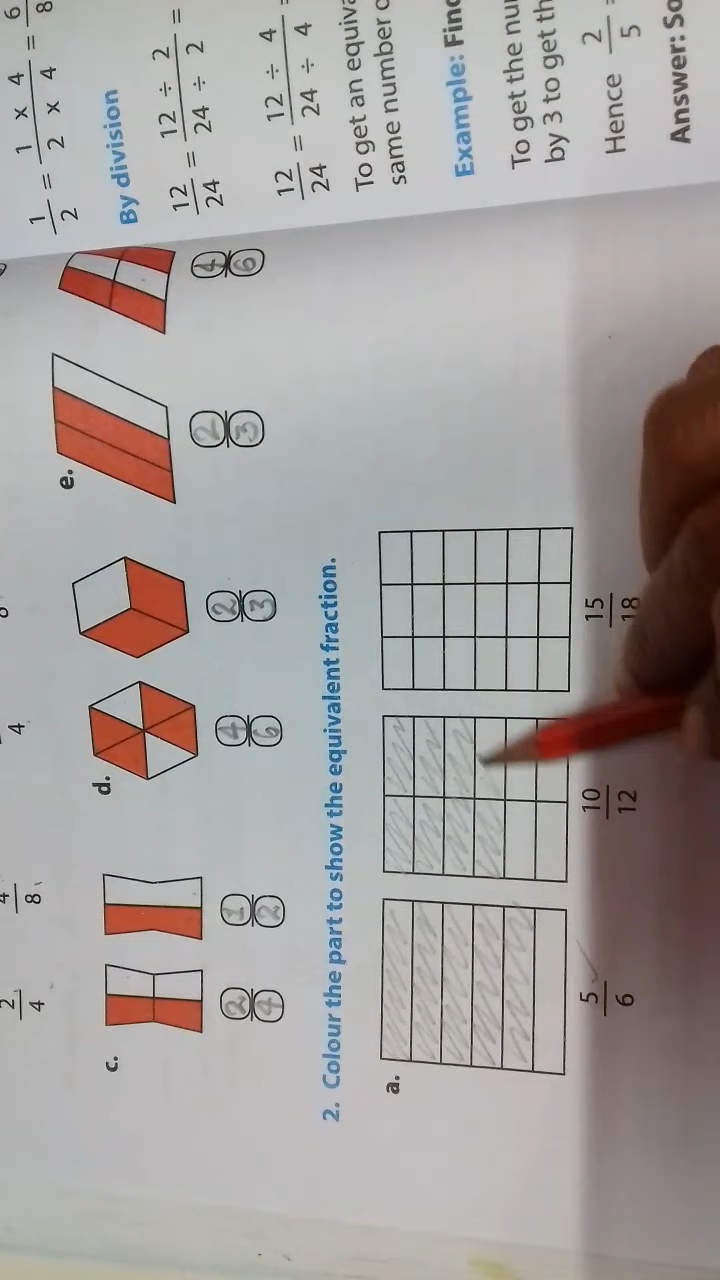 2/4 4/8 4
c. 2/4 1/2
d. 4/6 2/3
e. 2/3 4/6
2. Colour the part to show the equivalent fraction.
a.
5/6 10/12 15/18
1/2 = 1 x 4 / 2 x 4 = 6/8
By division
12/24 = 12 ÷ 2 / 24 ÷ 2 =
12/24 = 12 ÷ 4 / 24 ÷ 4 =
To get an equiva
same number o
Example: Find
To get the nu
by 3 to get th
Hence 2/5 =
Answer: So